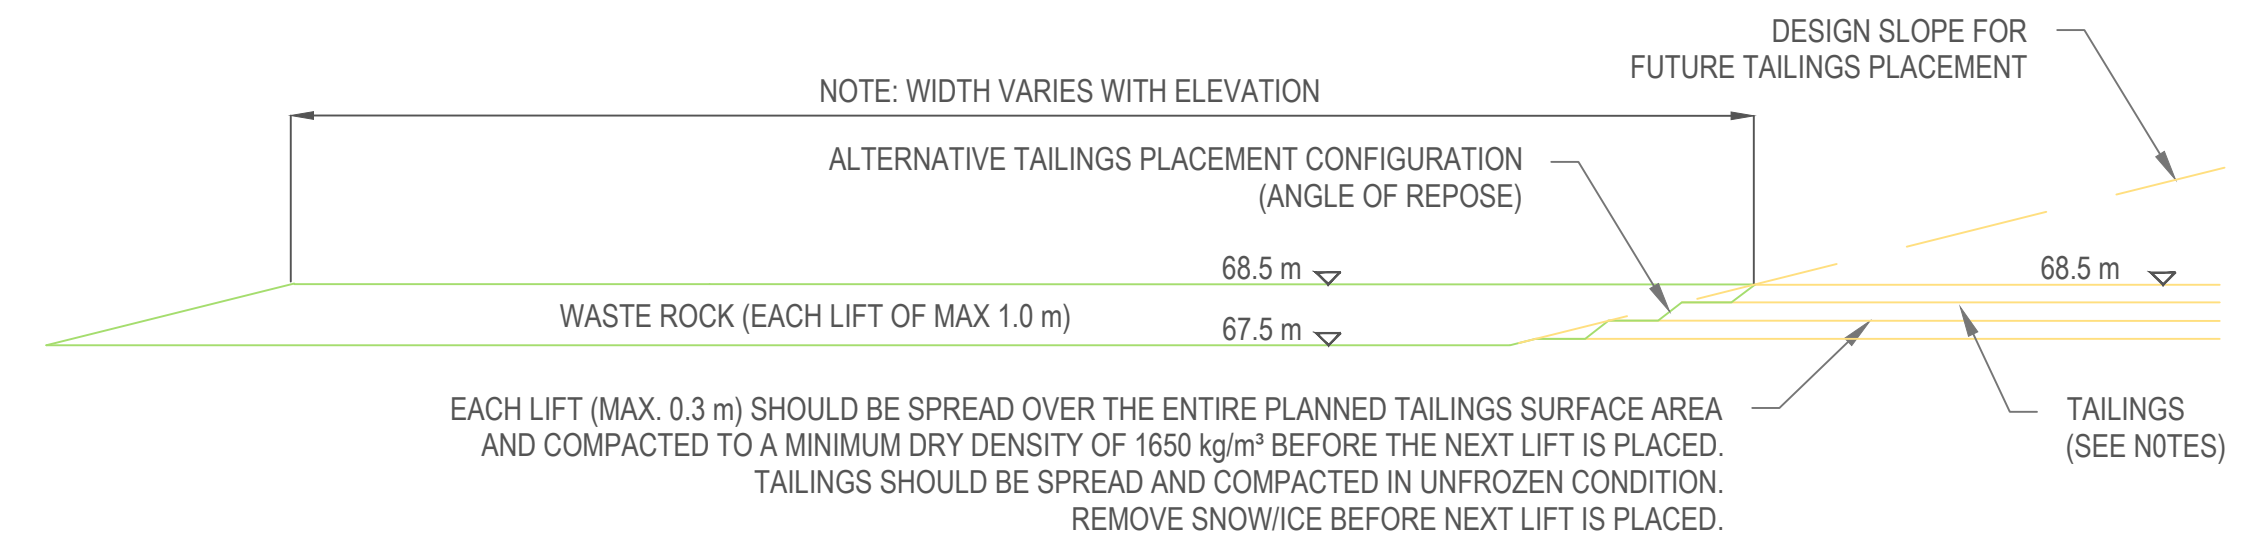 DESIGN SLOPE FOR
FUTURE TAILINGS PLACEMENT
NOTE: WIDTH VARIES WITH ELEVATION
ALTERNATIVE TAILINGS PLACEMENT CONFIGURATION
(ANGLE OF REPOSE)
68.5 m
68.5 m
WASTE ROCK (EACH LIFT OF MAX 1.0 m)
67.5 m
EACH LIFT (MAX. 0.3 m) SHOULD BE SPREAD OVER THE ENTIRE PLANNED TAILINGS SURFACE AREA
AND COMPACTED TO A MINIMUM DRY DENSITY OF 1650 kg/m³ BEFORE THE NEXT LIFT IS PLACED.
TAILINGS SHOULD BE SPREAD AND COMPACTED IN UNFROZEN CONDITION.
REMOVE SNOW/ICE BEFORE NEXT LIFT IS PLACED.
TAILINGS
(SEE N0TES)